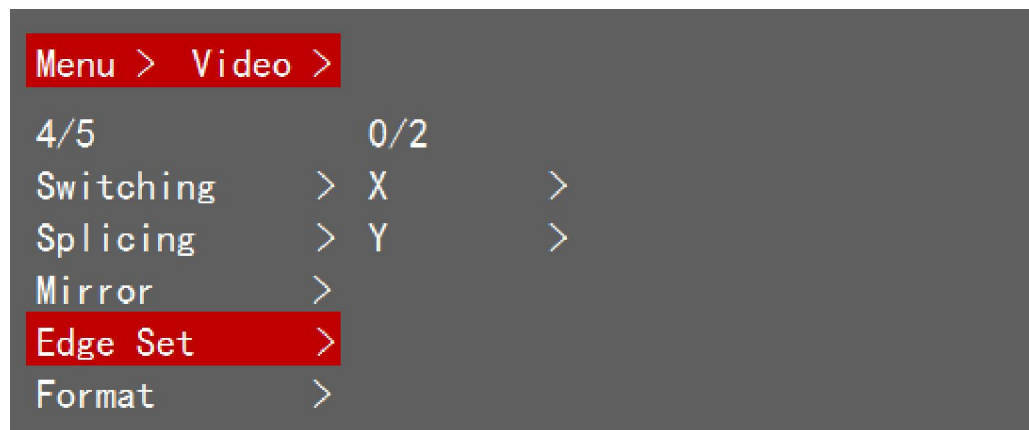 Menu > Video >
4/5 0/2
Switching > X >
Splicing > Y >
Mirror >
Edge Set >
Format >